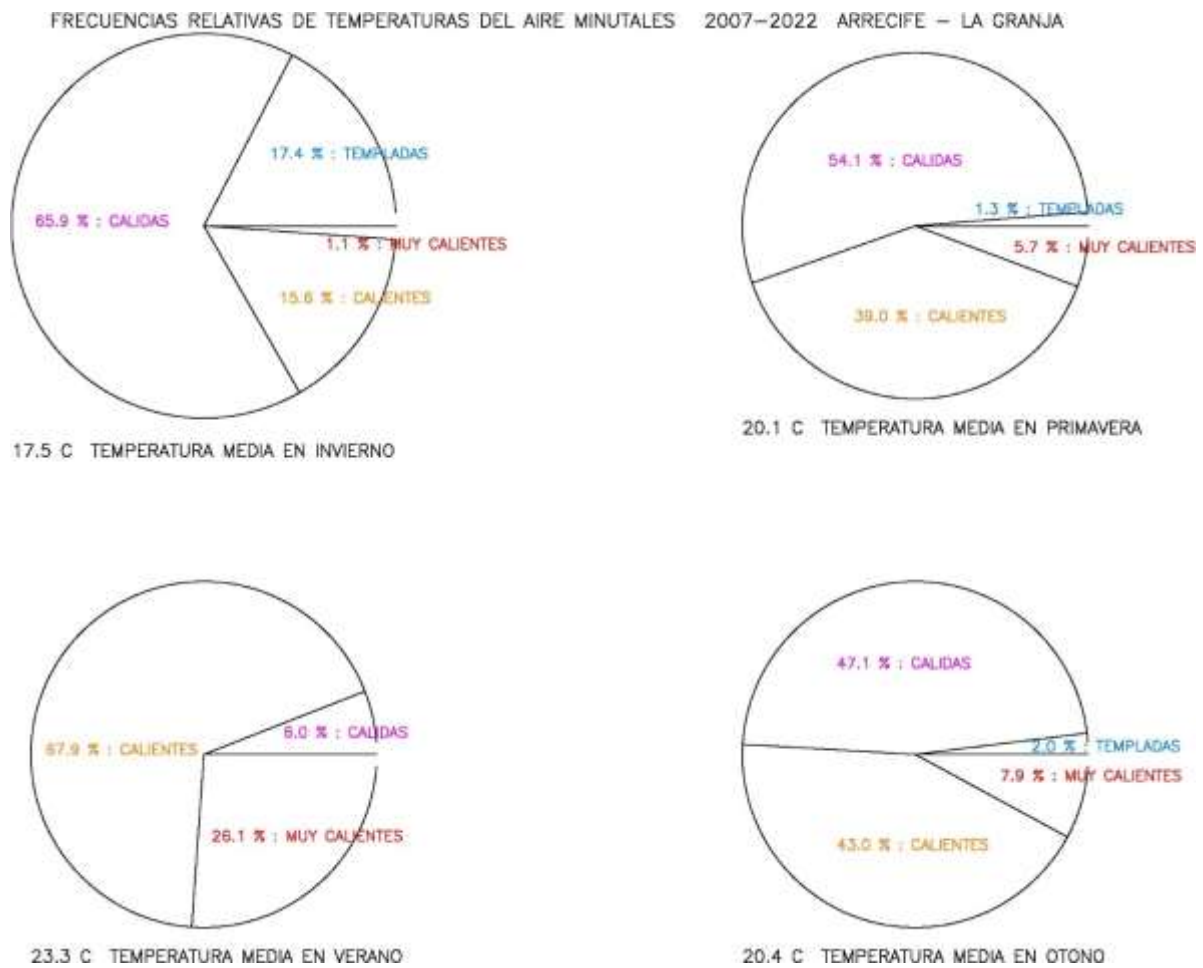 FRECUENCIAS RELATIVAS DE TEMPERATURAS DEL AIRE MINUTALES 2007-2022 ARRECIFE - LA GRANJA
17.4 % : TEMPLADAS
65.9 % : CALIDAS
1.1 % : MUY CALIENTES
15.6 % : CALIENTES
17.5 C TEMPERATURA MEDIA EN INVIERNO
54.1 % : CALIDAS
1.3 % : TEMPLADAS
5.7 % : MUY CALIENTES
39.0 % : CALIENTES
20.1 C TEMPERATURA MEDIA EN PRIMAVERA
6.0 % : CALIDAS
67.9 % : CALIENTES
26.1 % : MUY CALIENTES
23.3 C TEMPERATURA MEDIA EN VERANO
47.1 % : CALIDAS
2.0 % : TEMPLADAS
7.9 % : MUY CALIENTES
43.0 % : CALIENTES
20.4 C TEMPERATURA MEDIA EN OTONO